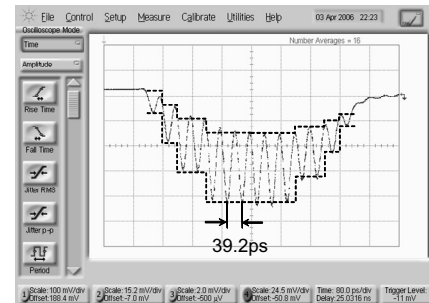 File Control Setup Measure Calibrate Utilities Help 03 Apr 2006 22:23
Oscilloscope Mode
Time
Number Averages = 16
Amplitude
Rise Time
Fall Time
Jitter RMS
Jitter p-p
Period
39.2ps
1 Scale: 100 mV/div 2 Scale: 15.2 mV/div 3 Scale: 2.0 mV/div 4 Scale: 24.5 mV/div Time: 80.0 ps/div Trigger Level:
Offset: 188.4 mV Offset: -7.0 mV Offset: -500 µV Offset: -50.8 mV Delay: 25.0316 ns -11 mV